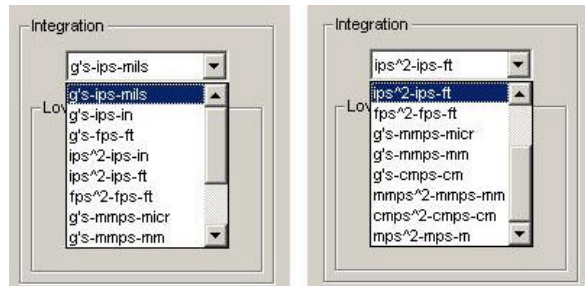 Integration
g's-ips-mils
g's-ips-mils
g's-ips-in
g's-fps-ft
ips^2-ips-in
ips^2-ips-ft
fps^2-fps-ft
g's-mmps-micr
g's-mmps-mm
Lov
Integration
ips^2-ips-ft
ips^2-ips-ft
fps^2-fps-ft
g's-mmps-micr
g's-mmps-mm
g's-cmps-cm
mmps^2-mmps-mm
cmps^2-cmps-cm
mps^2-mps-m
Lov